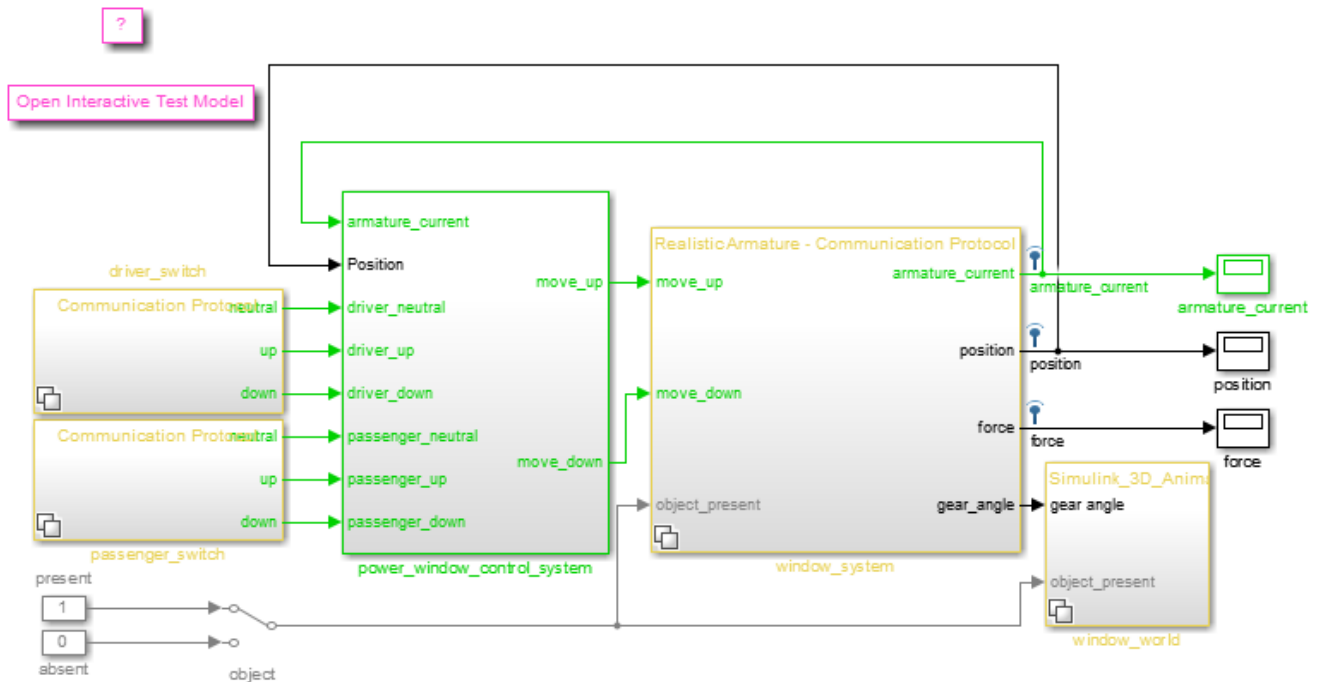 ?
Open Interactive Test Model
driver_switch
Communication Protocol
neutral
up
down
Communication Protocol
neutral
up
down
passenger_switch
armature_current
Position
driver_neutral
driver_up
driver_down
passenger_neutral
passenger_up
passenger_down
move_up
move_down
power_window_control_system
Realistic Armature - Communication Protocol
move_up
move_down
object_present
armature_current
position
force
gear_angle
window_system
armature_current
position
force
armature_current
position
force
Simulink_3D_Anima
gear angle
object_present
window_world
present
1
0
absent
object